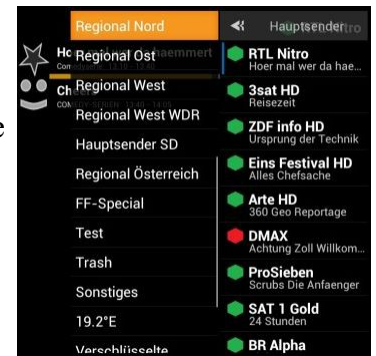 Regional Nord
Regional Ost
Regional West
Regional West WDR
Hauptsender SD
Regional Österreich
FF-Special
Test
Trash
Sonstiges
19.2°E
Verschlüsselte
Hauptsender
RTL Nitro
Hoer mal wer da hae...
3sat HD
Reisezeit
ZDF info HD
Ursprung der Technik
Eins Festival HD
Alles Chefsache
Arte HD
360 Geo Reportage
DMAX
Achtung Zoll Willkom...
ProSieben
Scrubs Die Anfaenger
SAT 1 Gold
24 Stunden
BR Alpha
e